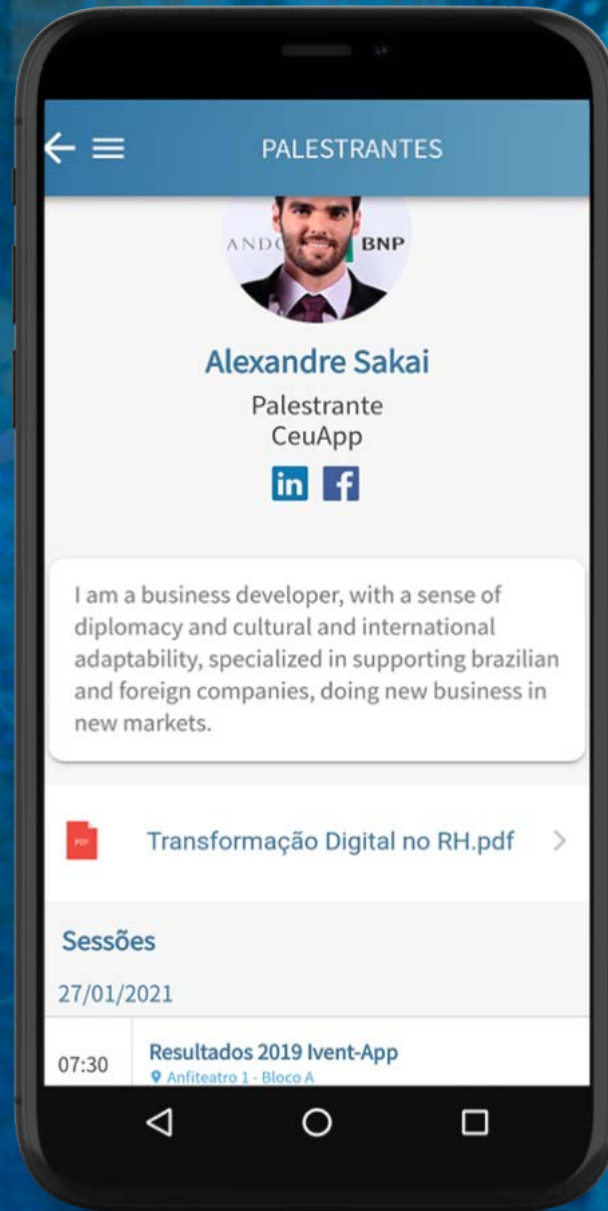 PALESTRANTES
BNP
Alexandre Sakai
Palestrante
CeuApp
in f
I am a business developer, with a sense of
diplomacy and cultural and international
adaptability, specialized in supporting brazilian
and foreign companies, doing new business in
new markets.
PDF
Transformação Digital no RH.pdf
Sessões
27/01/2021
07:30
Resultados 2019 Ivent-App
Anfiteatro 1 - Bloco A